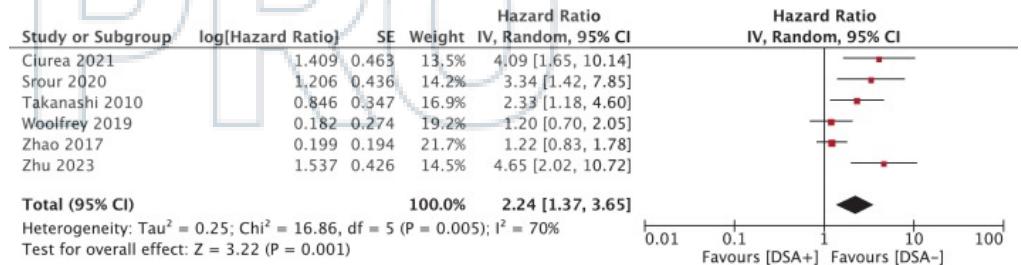 Hazard Ratio Hazard Ratio
Study or Subgroup log[Hazard Ratio] SE Weight IV, Random, 95% CI IV, Random, 95% CI
Ciurea 2021 1.409 0.463 13.5% 4.09 [1.65, 10.14]
Srour 2020 1.206 0.436 14.2% 3.34 [1.42, 7.85]
Takanashi 2010 0.846 0.347 16.9% 2.33 [1.18, 4.60]
Woolfrey 2019 0.182 0.274 19.2% 1.20 [0.70, 2.05]
Zhao 2017 0.199 0.194 21.7% 1.22 [0.83, 1.78]
Zhu 2023 1.537 0.426 14.5% 4.65 [2.02, 10.72]
Total (95% CI) 100.0% 2.24 [1.37, 3.65]
Heterogeneity: Tau² = 0.25; Chi² = 16.86, df = 5 (P = 0.005); I² = 70%
Test for overall effect: Z = 3.22 (P = 0.001)
0.01 0.1 1 10 100
Favours [DSA+] Favours [DSA-]